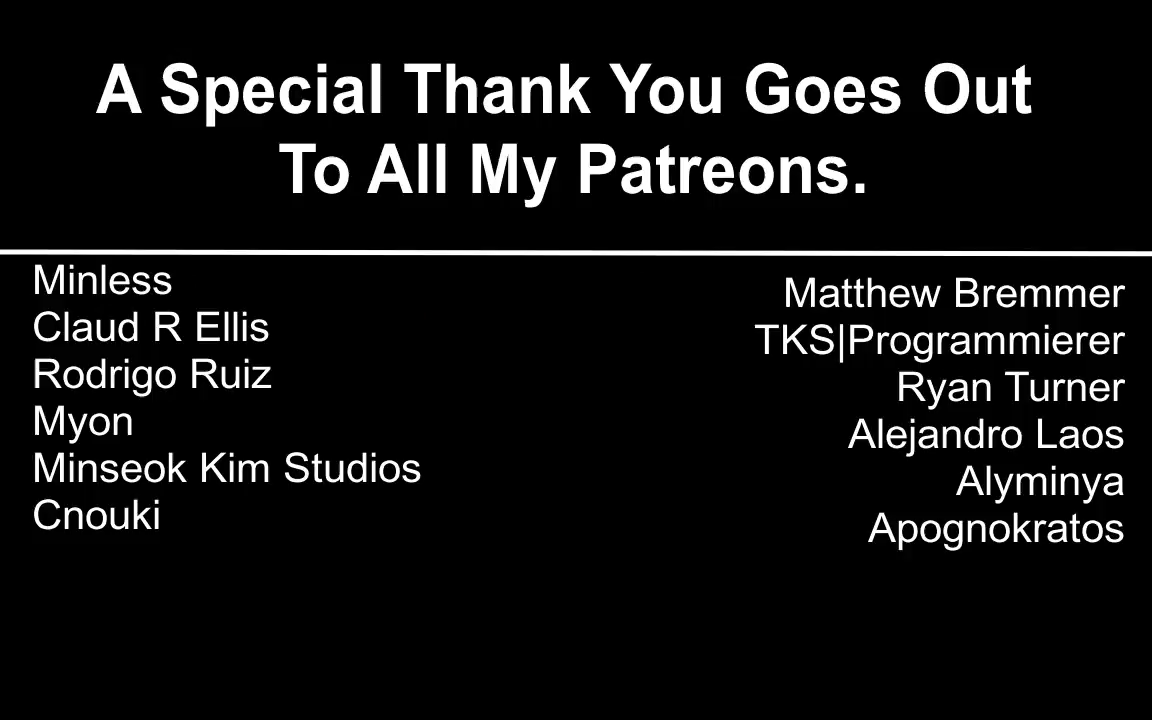 A Special Thank You Goes Out
To All My Patreons.
Minless
Claud R Ellis
Rodrigo Ruiz
Myon
Minseok Kim Studios
Cnouki
Matthew Bremmer
TKS|Programmierer
Ryan Turner
Alejandro Laos
Alyminya
Apognokratos